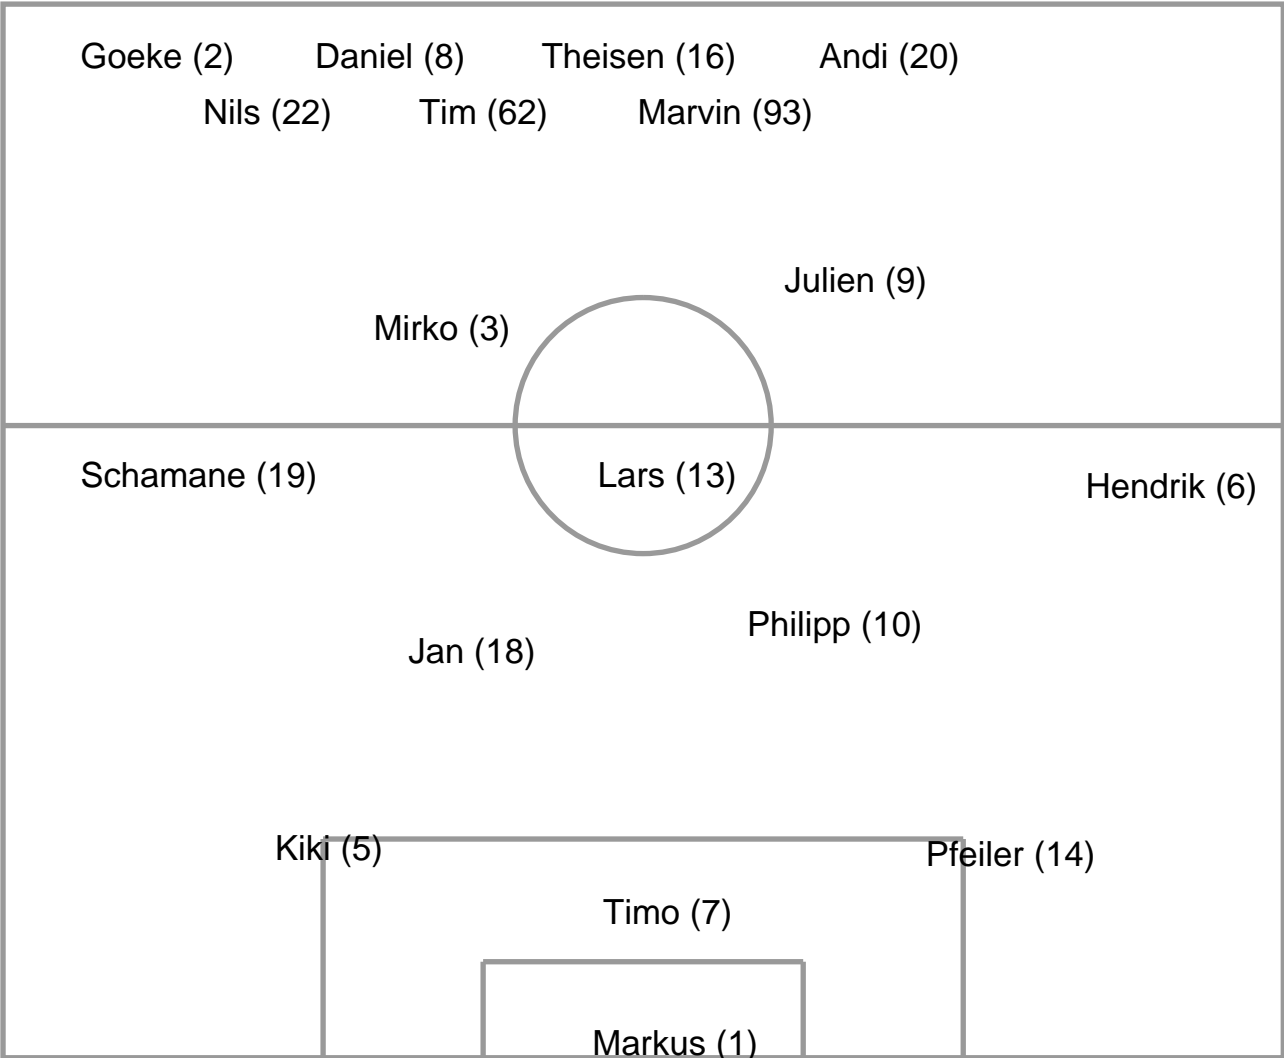 Goeke (2) Daniel (8) Theisen (16) Andi (20)
Nils (22) Tim (62) Marvin (93)
Julien (9)
Mirko (3)
Schamane (19) Lars (13) Hendrik (6)
Philipp (10)
Jan (18)
Kiki (5) Pfeiler (14)
Timo (7)
Markus (1)